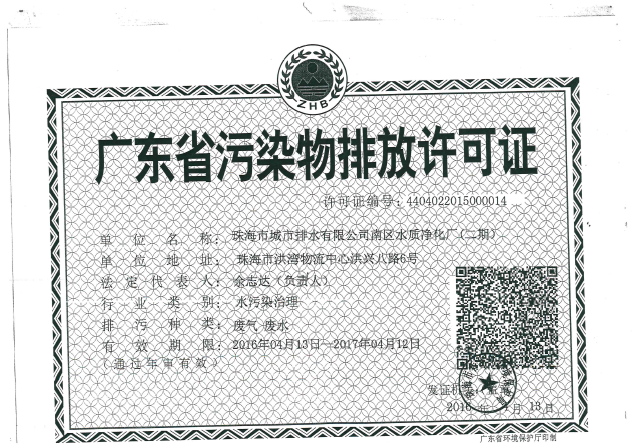 ZHB
广东省污染物排放许可证
许可证编号：4404022015000014
单位名称：珠海市城市排水有限公司南区水质净化厂(二期)
单位地址：珠海市洪湾物流中心洪兴八路6号
法定代表人：余志达（负责人）
行业类别：水污染治理
排污种类：废气 废水
有效期限：2016年04月13日—2017年04月12日
（通过年审有效）
发证机关
2016 年 月 13 日
广东省环境保护厅印制